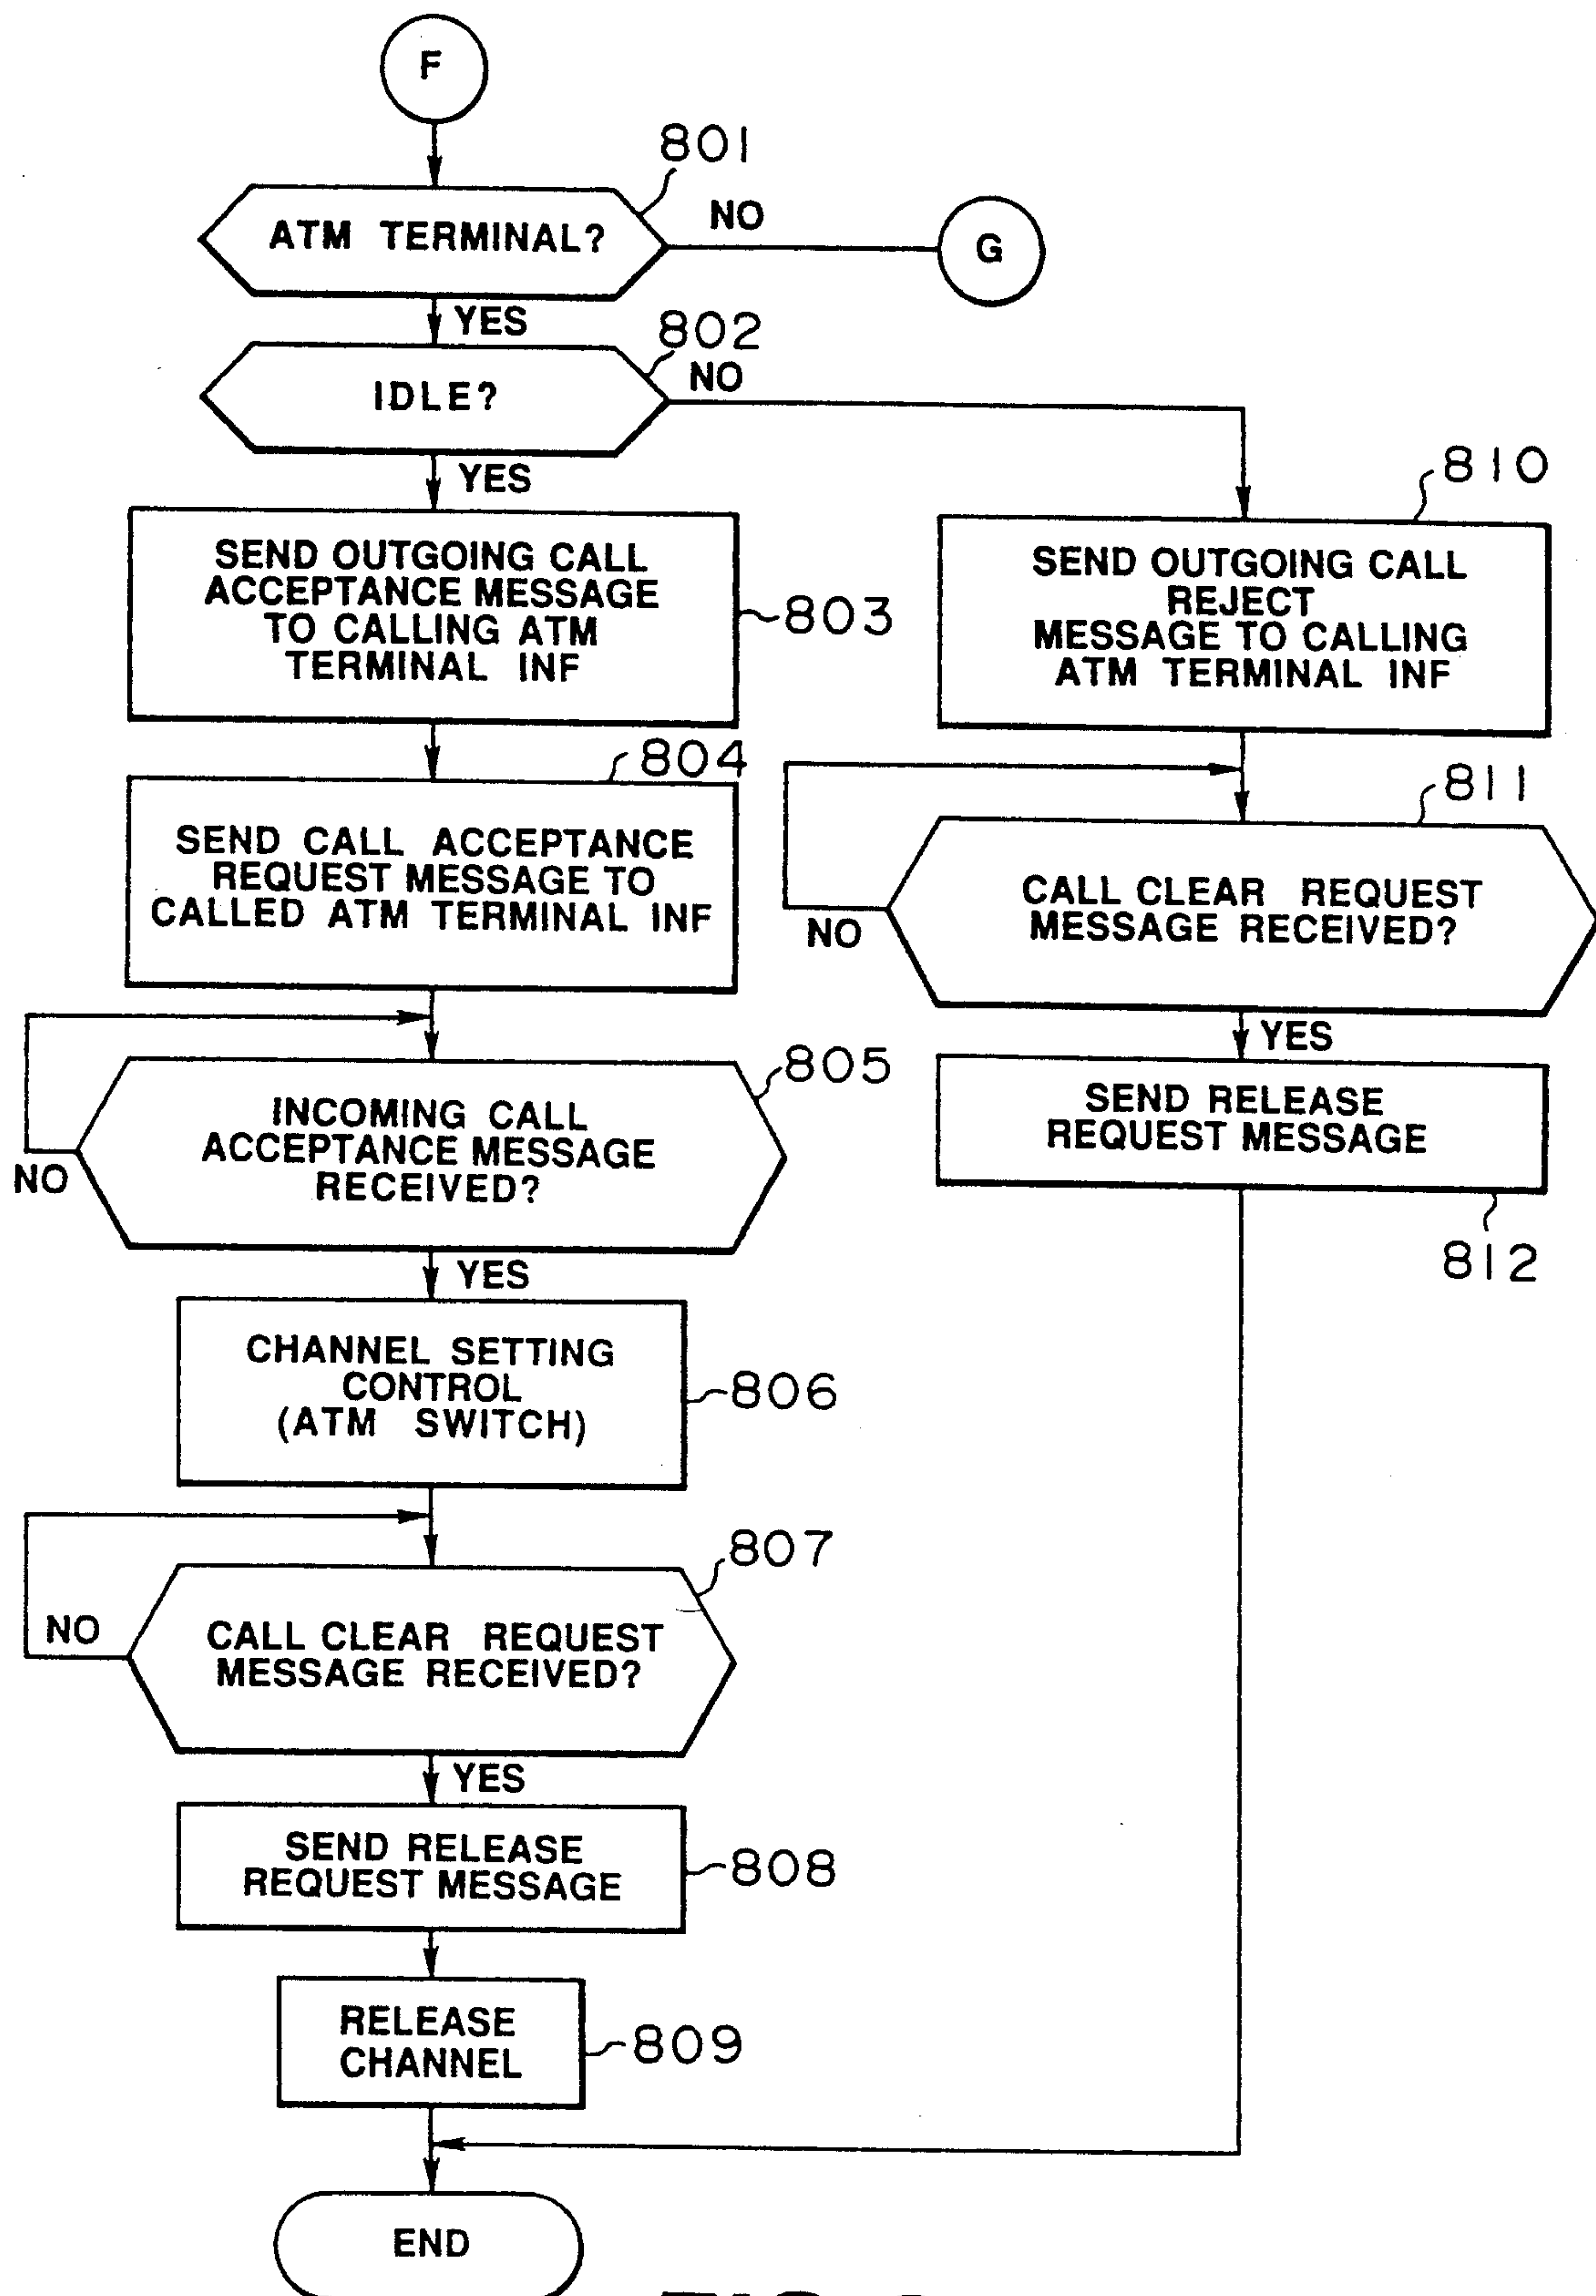 F
801
ATM TERMINAL?
NO
G
YES
802
IDLE?
NO
YES
810
SEND OUTGOING CALL
ACCEPTANCE MESSAGE
TO CALLING ATM
TERMINAL INF
803
SEND OUTGOING CALL
REJECT
MESSAGE TO CALLING
ATM TERMINAL INF
804
SEND CALL ACCEPTANCE
REQUEST MESSAGE TO
CALLED ATM TERMINAL INF
811
CALL CLEAR REQUEST
MESSAGE RECEIVED?
NO
YES
805
INCOMING CALL
ACCEPTANCE MESSAGE
RECEIVED?
NO
SEND RELEASE
REQUEST MESSAGE
812
YES
CHANNEL SETTING
CONTROL
(ATM SWITCH)
806
807
NO
CALL CLEAR REQUEST
MESSAGE RECEIVED?
YES
SEND RELEASE
REQUEST MESSAGE
808
RELEASE
CHANNEL
809
END